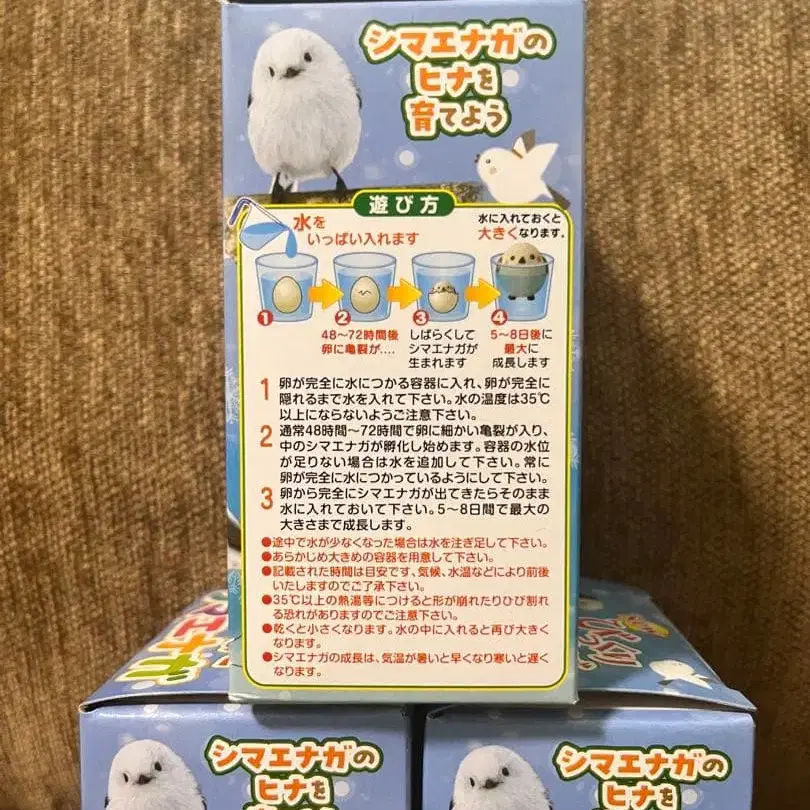 シマエナガの
ヒナを
育てよう
遊び方
水を
いっぱい入れます
水に入れておくと
大きくなります。
1
2
3
4
48〜72時間後
卵に亀裂が....
しばらくして
シマエナガが
生まれます
5〜8日後に
最大に
成長します
1 卵が完全に水につかる容器に入れ、卵が完全に
隠れるまで水を入れて下さい。水の温度は35℃
以上にならないようご注意下さい。
2 通常48時間〜72時間で卵に細かい亀裂が入り、
中のシマエナガが孵化し始めます。容器の水位
が足りない場合は水を追加して下さい。常に
卵が完全に水につかっているようにして下さい。
3 卵から完全にシマエナガが出てきたらそのまま
水に入れておいて下さい。5〜8日間で最大の
大きさまで成長します。
●途中で水が少なくなった場合は水を注ぎ足して下さい。
●あらかじめ大きめの容器を用意して下さい。
●記載された時間は目安です、気候、水温などにより前後
いたしますのでご了承下さい。
●35℃以上の熱湯等につけると形が崩れたりひび割れ
る恐れがありますのでご注意下さい。
●乾くと小さくなります。水の中に入れると再び大きく
なります。
●シマエナガの成長は、気温が暑いと早くなり寒いと遅く
なります。
マエナガ
びっくり
シマエナガの
ヒナを
シマエナガの
ヒナを